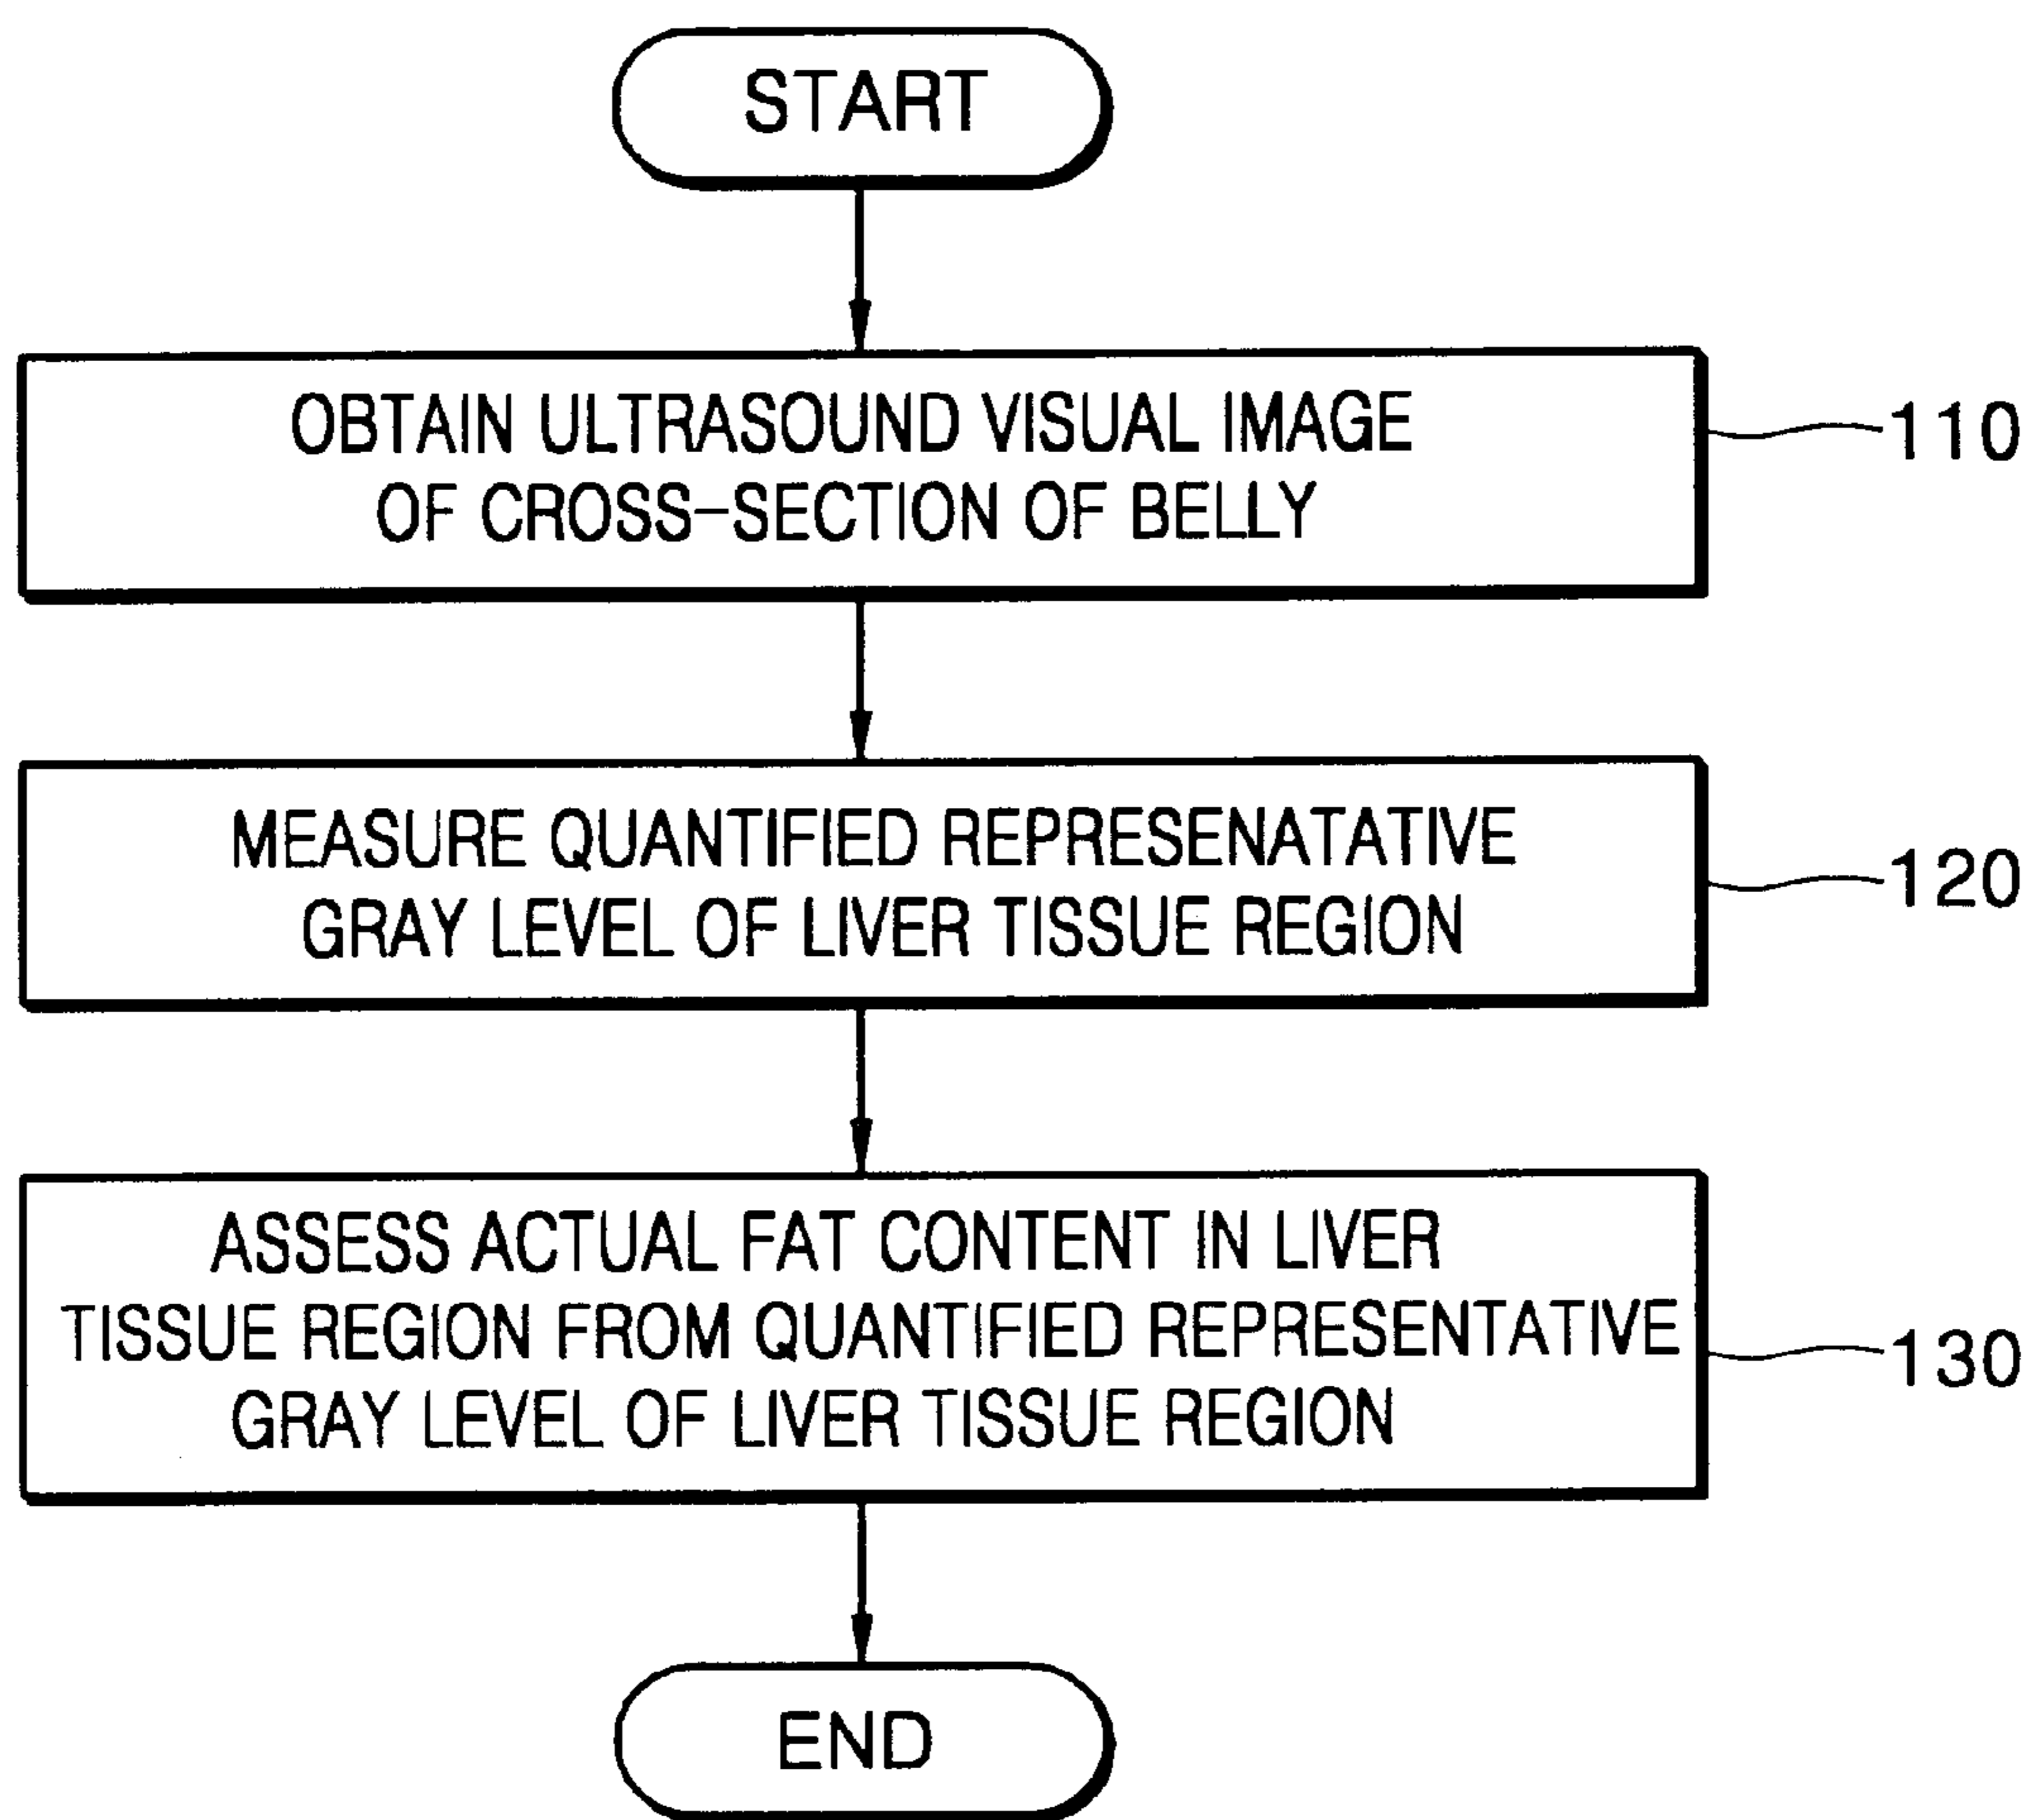 START
OBTAIN ULTRASOUND VISUAL IMAGE
OF CROSS-SECTION OF BELLY
110
MEASURE QUANTIFIED REPRESENATATIVE
GRAY LEVEL OF LIVER TISSUE REGION
120
ASSESS ACTUAL FAT CONTENT IN LIVER
TISSUE REGION FROM QUANTIFIED REPRESENTATIVE
GRAY LEVEL OF LIVER TISSUE REGION
130
END